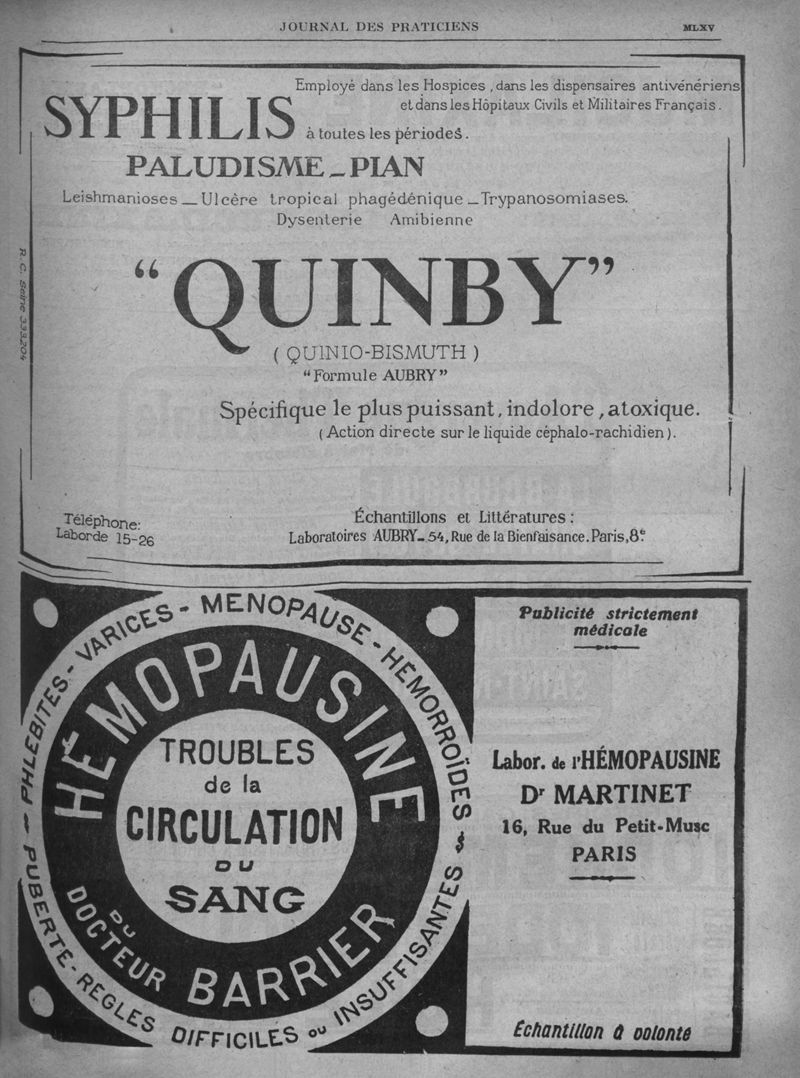 JOURNAL DES PRATICIENS
MLXV
Employé dans les Hospices, dans les dispensaires antivénériens
et dans les Hôpitaux Civils et Militaires Français.
SYPHILIS à toutes les périodes.
PALUDISME_PIAN
Leishmanioses _ Ulcère tropical phagédénique _ Trypanosomiases.
Dysenterie Amibienne
R.C. Seine 333.204
"QUINBY"
(QUINIO-BISMUTH)
"Formule AUBRY"
Spécifique le plus puissant, indolore, atoxique.
(Action directe sur le liquide céphalo-rachidien).
Téléphone:
Laborde 15-26
Échantillons et Littératures:
Laboratoires AUBRY_54, Rue de la Bienfaisance. Paris, 8e.
PHLEBITES - VARICES - MENOPAUSE - HÉMORROÏDES
PUBERTE - REGLES DIFFICILES ou INSUFFISANTES
HÉMOPAUSINE
TROUBLES
de la
CIRCULATION
DU
SANG
DU
DOCTEUR BARRIER
Publicité strictement
médicale
Labor. de l'HÉMOPAUSINE
Dr MARTINET
16, Rue du Petit-Musc
PARIS
Échantillon à volonté